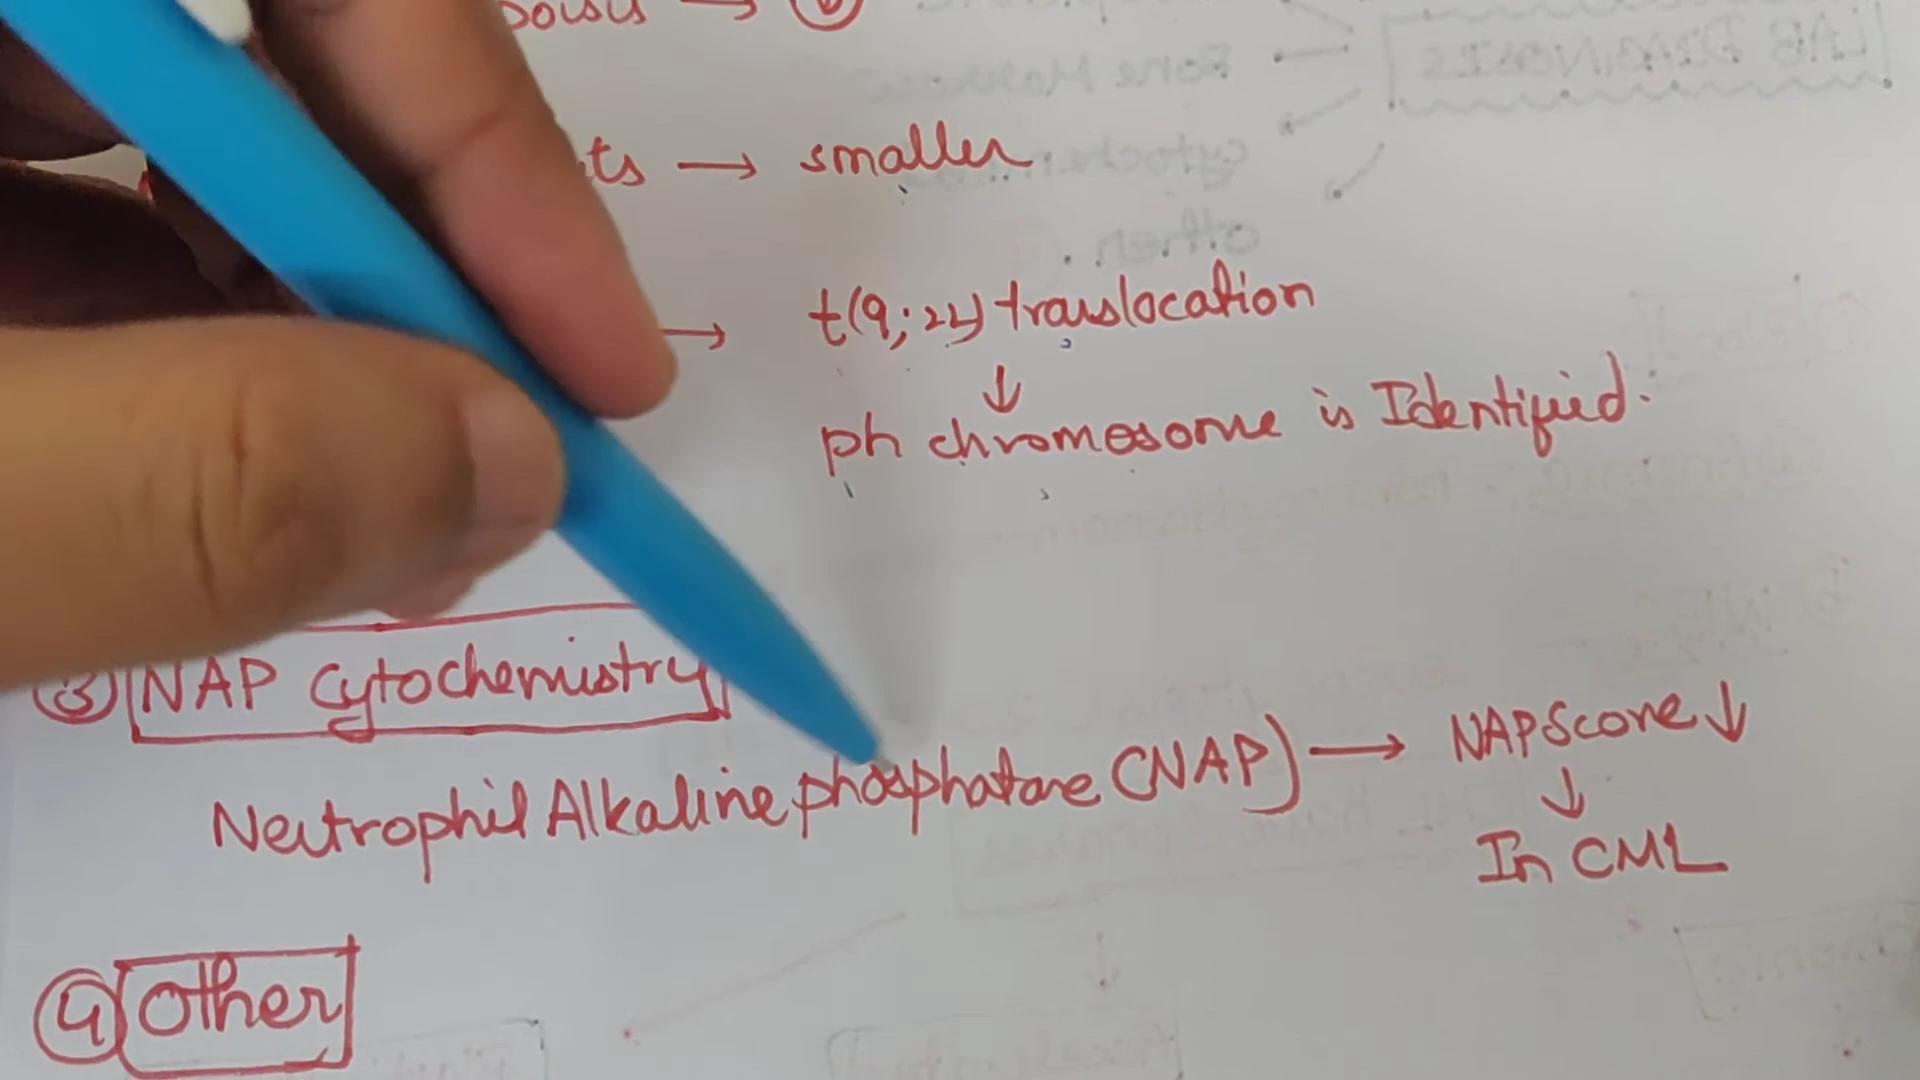 → ↓
→ smaller
→ t(9;22) translocation
↓
ph chromosome is Identified.
③ NAP Cytochemistry
Neutrophil Alkaline phosphatase (NAP) → NAP Score ↓
↓
In CML
④ Other